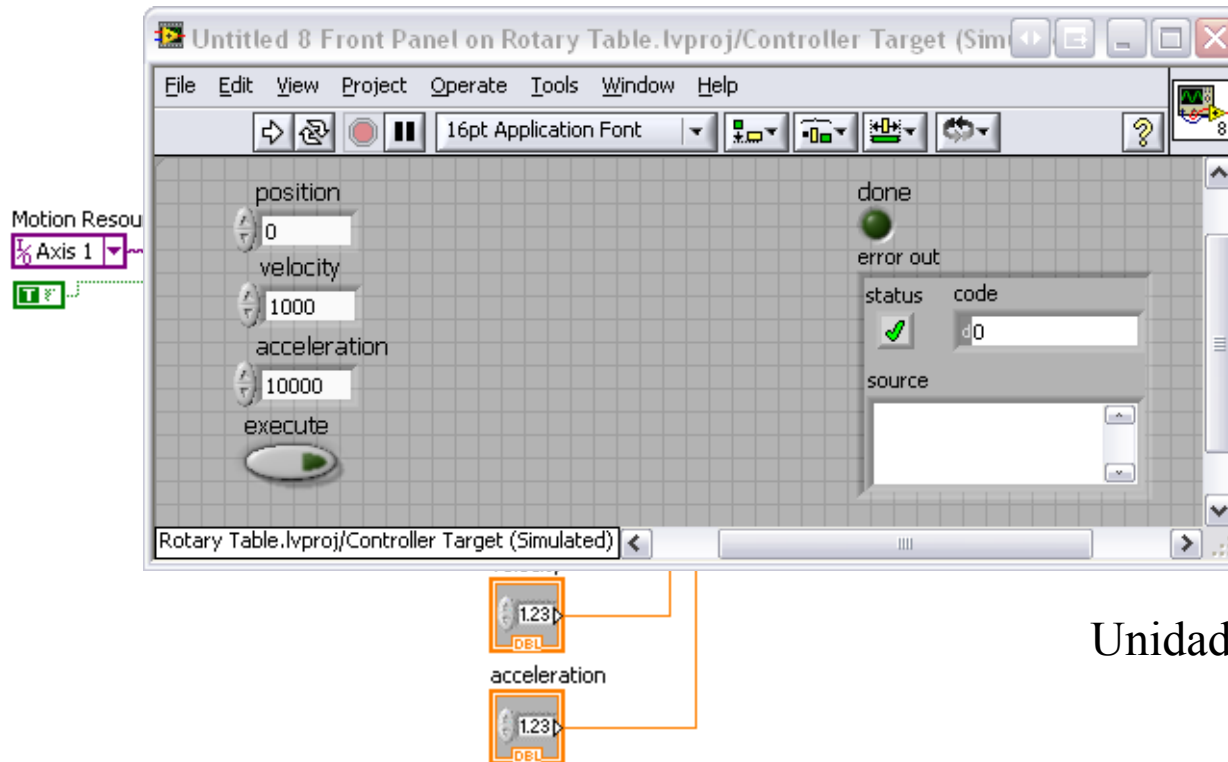 Untitled 8 Front Panel on Rotary Table.lvproj/Controller Target (Sim
File Edit View Project Operate Tools Window Help
16pt Application Font
8
position
0
velocity
1000
acceleration
10000
execute
done
error out
status code
d0
source
Rotary Table.lvproj/Controller Target (Simulated)
Motion Resou
I/O Axis 1
T F
1.23
DBL
acceleration
1.23
DBL
Unidad